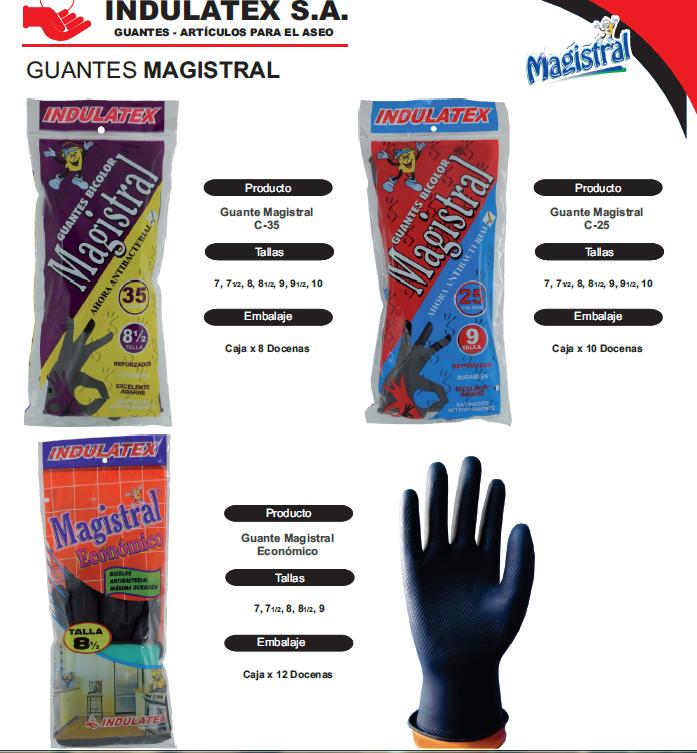 INDULATEX S.A.
GUANTES - ARTÍCULOS PARA EL ASEO
GUANTES MAGISTRAL
Magistral
INDULATEX
GUANTES BICOLOR
Magistral
AHORA ANTIBACTERIAL
35
8½
TALLA
REFORZADOS
DURABLES
EXCELENTE
AGARRE
Producto
Guante Magistral
C-35
Tallas
7, 7½, 8, 8½, 9, 9½, 10
Embalaje
Caja x 8 Docenas
INDULATEX
GUANTES BICOLOR
Magistral
AHORA ANTIBACTERIAL
25
CALIBRE
9
TALLA
REFORZADOS
DURABLES
EXCELENTE
AGARRE
SATINADOS
INTERIORMENTE
Producto
Guante Magistral
C-25
Tallas
7, 7½, 8, 8½, 9, 9½, 10
Embalaje
Caja x 10 Docenas
INDULATEX
Magistral
Económico
BICOLOR
ANTIBACTERIAL
MÁXIMA DURACIÓN
TALLA
8½
INDULATEX
Producto
Guante Magistral
Económico
Tallas
7, 7½, 8, 8½, 9
Embalaje
Caja x 12 Docenas